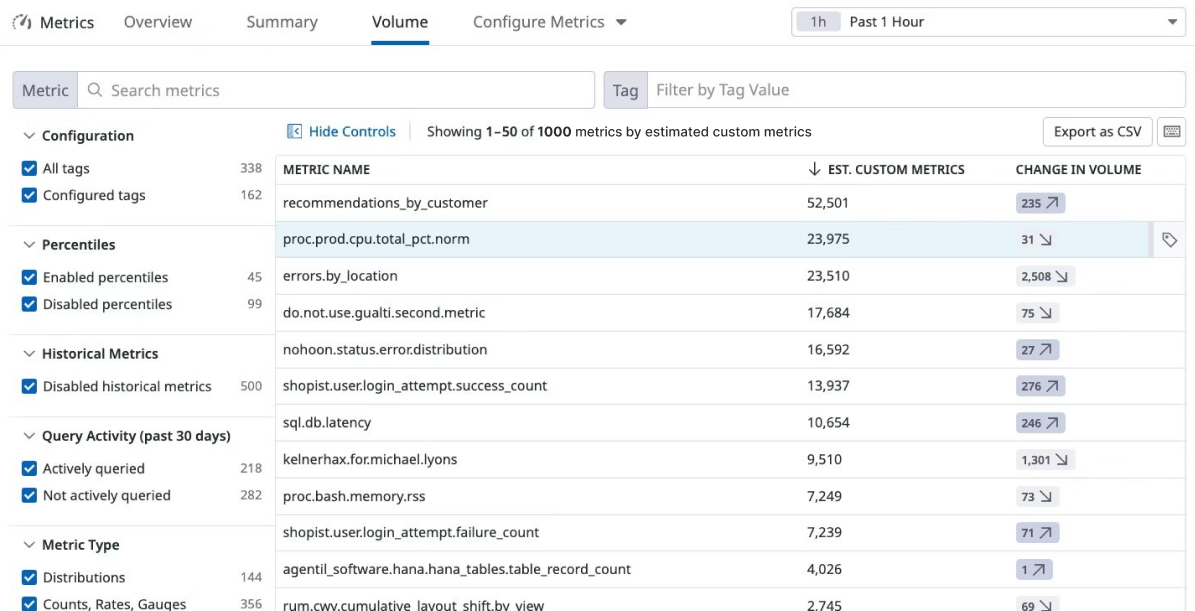 Metrics Overview Summary Volume Configure Metrics 1h Past 1 Hour
Metric Search metrics Tag Filter by Tag Value
Hide Controls Showing 1–50 of 1000 metrics by estimated custom metrics Export as CSV
Configuration
All tags 338
Configured tags 162
Percentiles
Enabled percentiles 45
Disabled percentiles 99
Historical Metrics
Disabled historical metrics 500
Query Activity (past 30 days)
Actively queried 218
Not actively queried 282
Metric Type
Distributions 144
Counts, Rates, Gauges 356
METRIC NAME EST. CUSTOM METRICS CHANGE IN VOLUME
recommendations_by_customer 52,501 235
proc.prod.cpu.total_pct.norm 23,975 31
errors.by_location 23,510 2,508
do.not.use.gualti.second.metric 17,684 75
nohoon.status.error.distribution 16,592 27
shopist.user.login_attempt.success_count 13,937 276
sql.db.latency 10,654 246
kelnerhax.for.michael.lyons 9,510 1,301
proc.bash.memory.rss 7,249 73
shopist.user.login_attempt.failure_count 7,239 71
agentil_software.hana.hana_tables.table_record_count 4,026 1
rum.cwv.cumulative_layout_shift.by_view 2,745 69